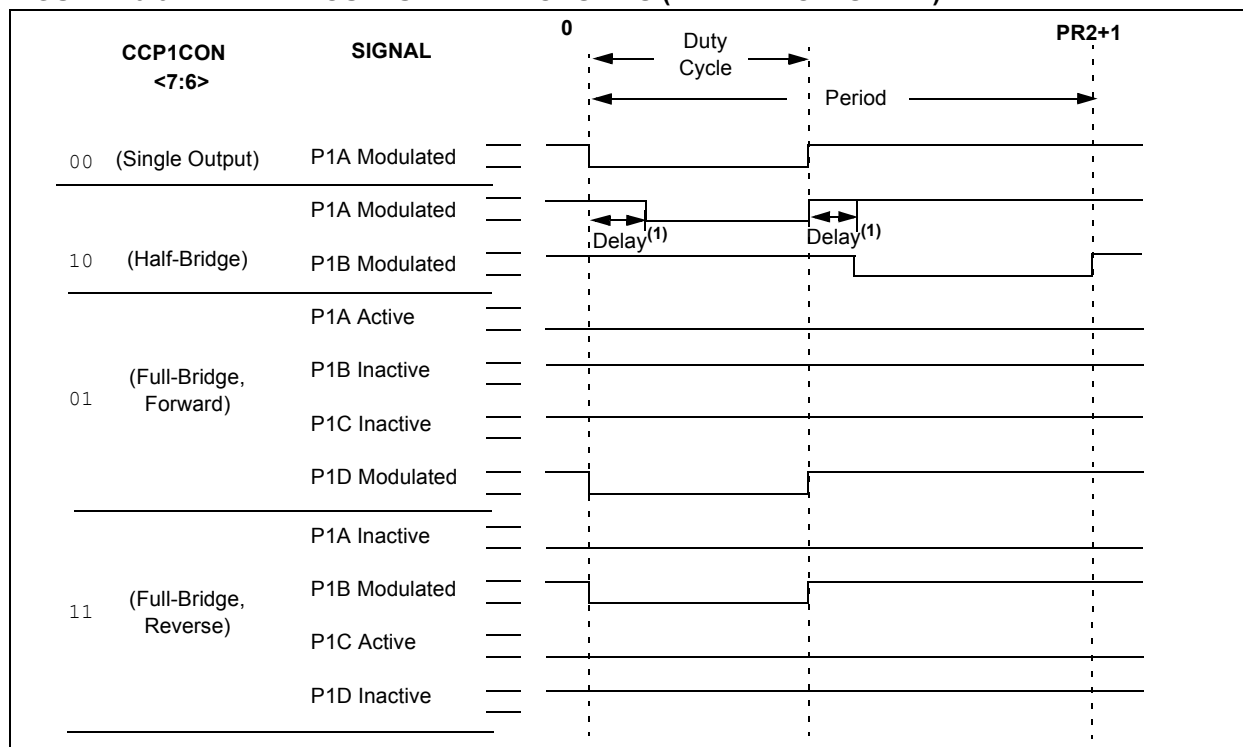 0
PR2+1
CCP1CON
<7:6>
SIGNAL
Duty
Cycle
Period
00 (Single Output) P1A Modulated
P1A Modulated
Delay(1) Delay(1)
10 (Half-Bridge) P1B Modulated
P1A Active
P1B Inactive
01 (Full-Bridge,
Forward)
P1C Inactive
P1D Modulated
P1A Inactive
P1B Modulated
11 (Full-Bridge,
Reverse)
P1C Active
P1D Inactive